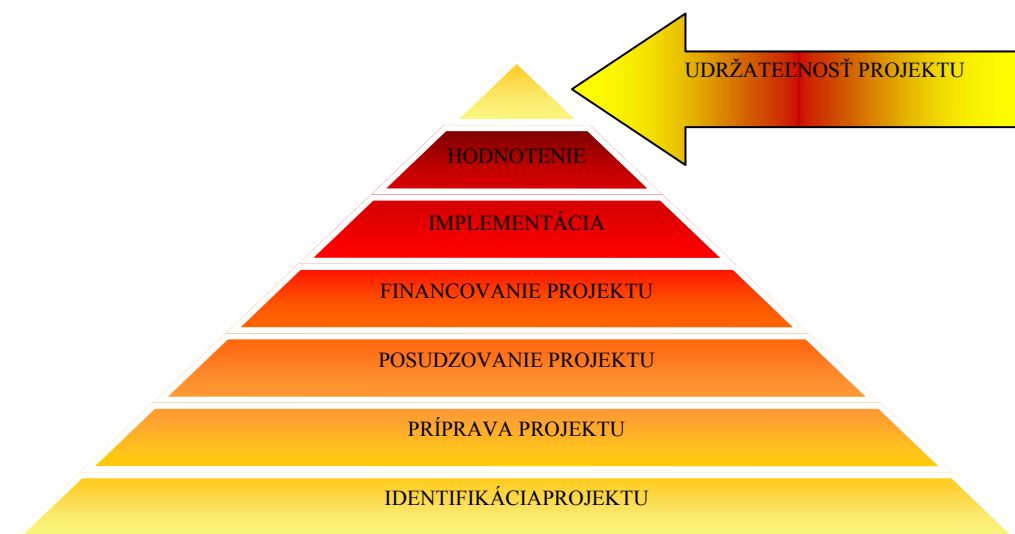 UDRŽATEĽNOSŤ PROJEKTU
HODNOTENIE
IMPLEMENTÁCIA
FINANCOVANIE PROJEKTU
POSUDZOVANIE PROJEKTU
PRÍPRAVA PROJEKTU
IDENTIFIKÁCIAPROJEKTU